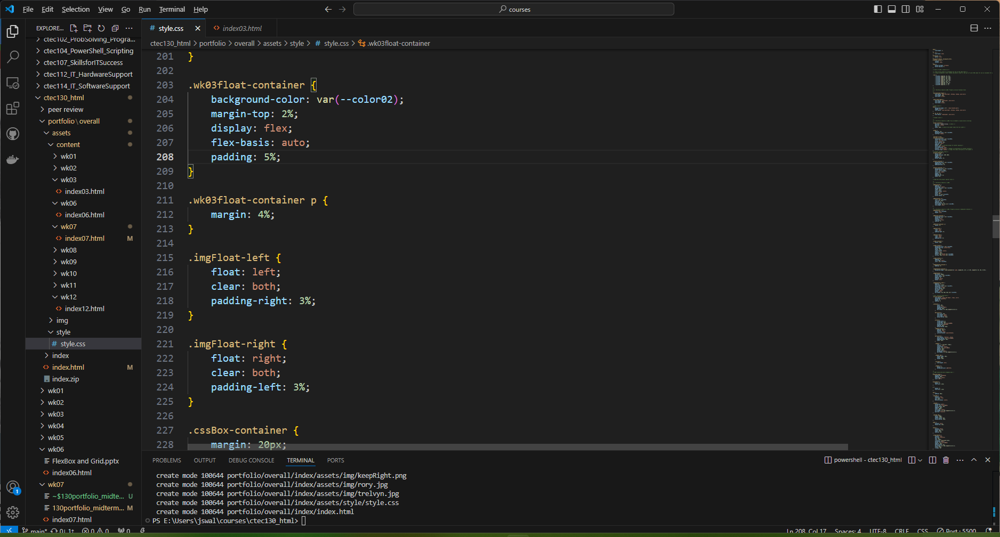 File Edit Selection View Go Run Terminal Help
courses
EXPLORE...
ctec102_ProbSolving_Progra...
ctec104_PowerShell_Scripting
ctec107_SkillsforITSuccess
ctec112_IT_HardwareSupport
ctec114_IT_SoftwareSupport
ctec130_html
peer review
portfolio\overall
assets
content
wk01
wk02
wk03
index03.html
wk06
index06.html
wk07
index07.html M
wk08
wk09
wk10
wk11
wk12
index12.html
img
style
# style.css
index
index.html M
index.zip
wk01
wk02
wk03
wk04
wk05
wk06
FlexBox and Grid.pptx
index06.html
wk07
~$130portfolio_midte... U
130portfolio_midterm... M
index07.html
1
# style.css index03.html
ctec130_html > portfolio > overall > assets > style > # style.css > .wk03float-container
201 }
202
203 .wk03float-container {
204 background-color: var(--color02);
205 margin-top: 2%;
206 display: flex;
207 flex-basis: auto;
208 padding: 5%;
209 }
210
211 .wk03float-container p {
212 margin: 4%;
213 }
214
215 .imgFloat-left {
216 float: left;
217 clear: both;
218 padding-right: 3%;
219 }
220
221 .imgFloat-right {
222 float: right;
223 clear: both;
224 padding-left: 3%;
225 }
226
227 .cssBox-container {
228 margin: 20px;
PROBLEMS OUTPUT DEBUG CONSOLE TERMINAL PORTS
powershell - ctec130_html
create mode 100644 portfolio/overall/index/assets/img/keepRight.png
create mode 100644 portfolio/overall/index/assets/img/rory.jpg
create mode 100644 portfolio/overall/index/assets/img/trelvyn.jpg
create mode 100644 portfolio/overall/index/assets/style/style.css
create mode 100644 portfolio/overall/index/index.html
PS E:\Users\jswal\courses\ctec130_html>
main* 0↓ 1↑ 0 0 0
Ln 208, Col 17 Spaces: 4 UTF-8 CRLF CSS Port : 5500